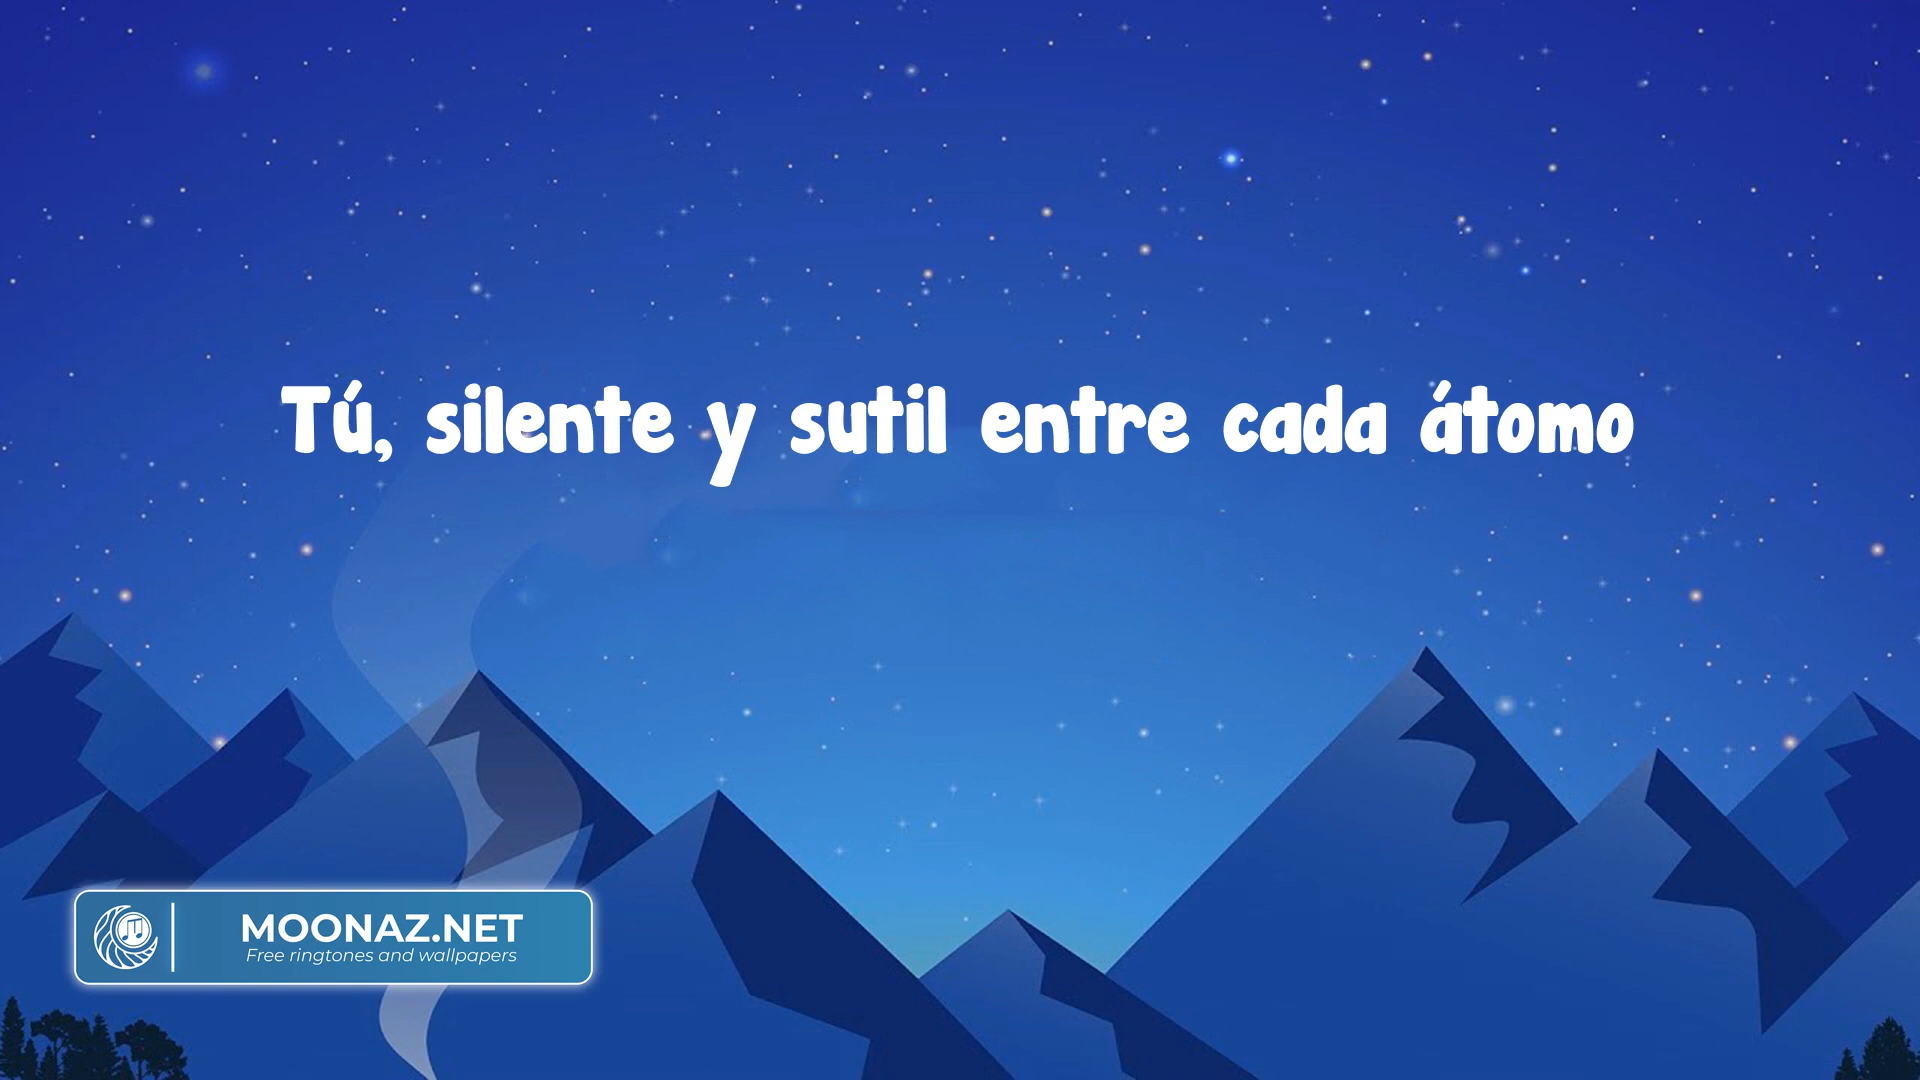 Tú, silente y sutil entre cada átomo
MOONAZ.NET
Free ringtones and wallpapers